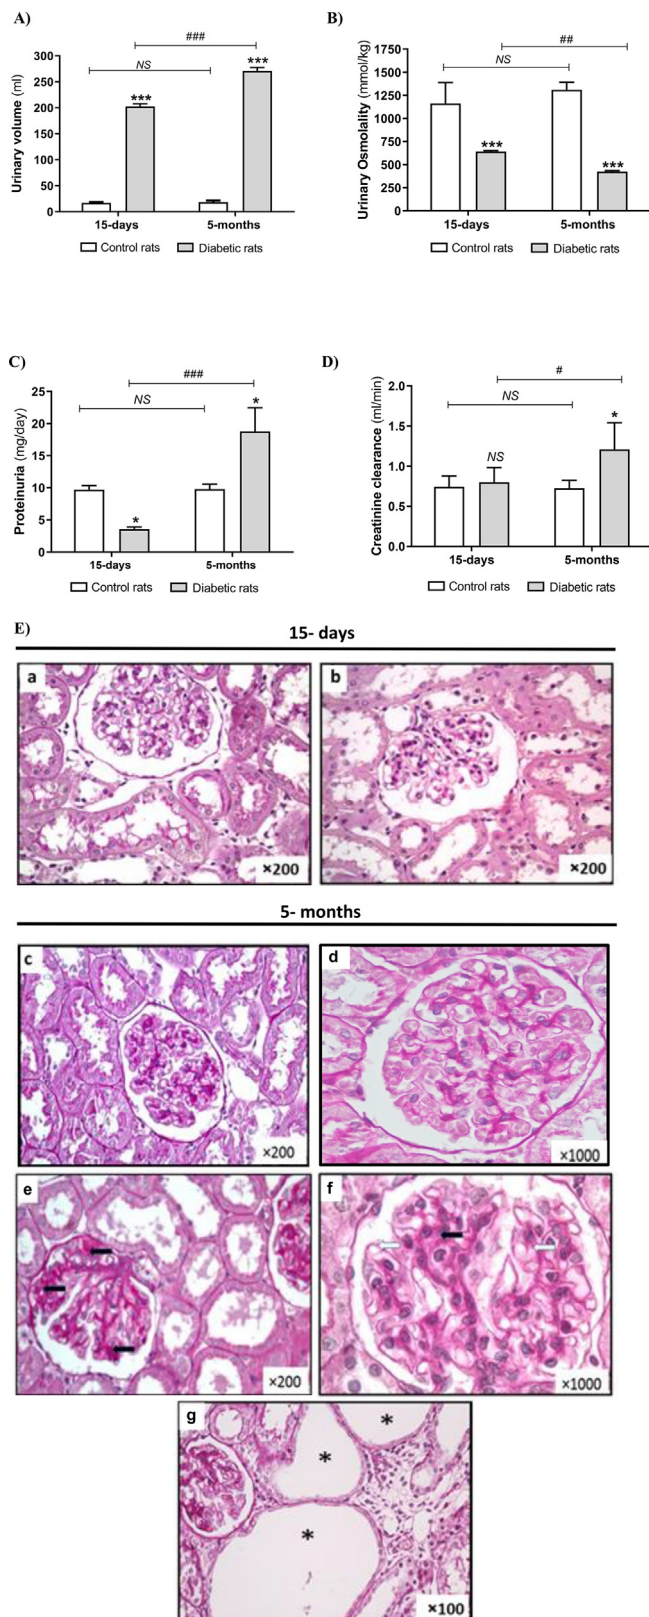 A)
###
NS
***
***
Urinary volume (ml)
300
250
200
150
100
50
0
15-days
5-months
Control rats
Diabetic rats
B)
##
NS
***
***
Urinary Osmolality (mmol/kg)
1750
1500
1250
1000
750
500
250
0
15-days
5-months
Control rats
Diabetic rats
C)
###
NS
*
*
Proteinuria (mg/day)
25
20
15
10
5
0
15-days
5-months
Control rats
Diabetic rats
D)
#
NS
*
NS
Creatinine clearance (ml/min)
2.0
1.5
1.0
0.5
0.0
15-days
5-months
Control rats
Diabetic rats
E)
15- days
a
×200
b
×200
5- months
c
×200
d
×1000
e
×200
f
×1000
g
*
*
*
×100